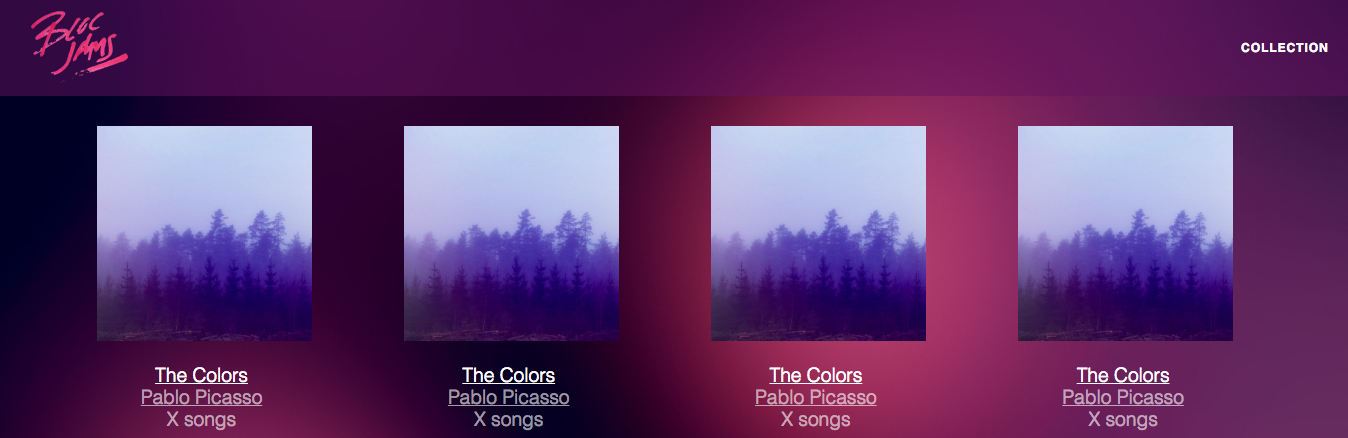 BLOC
JAMS
COLLECTION
The Colors
Pablo Picasso
X songs
The Colors
Pablo Picasso
X songs
The Colors
Pablo Picasso
X songs
The Colors
Pablo Picasso
X songs